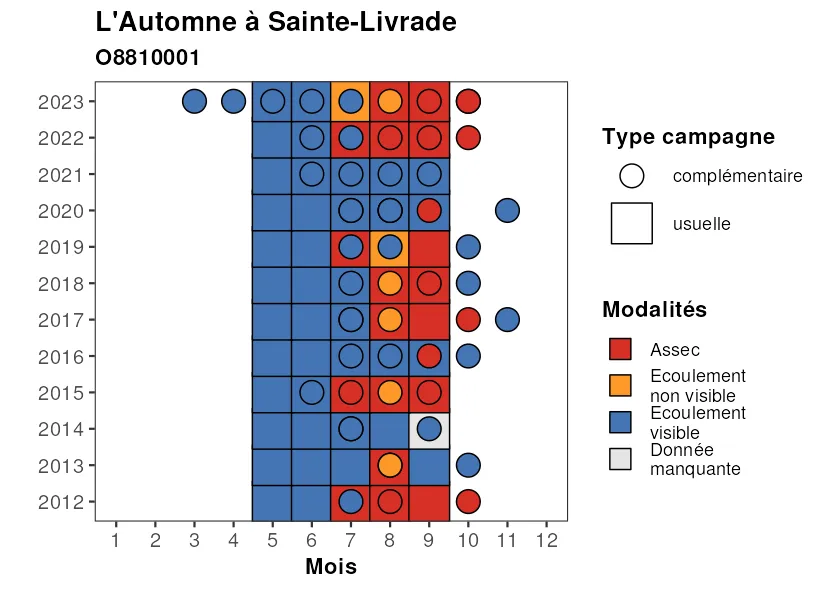 L'Automne à Sainte-Livrade
O8810001
2023
2022
2021
2020
2019
2018
2017
2016
2015
2014
2013
2012
1 2 3 4 5 6 7 8 9 10 11 12
Mois
Type campagne
complémentaire
usuelle
Modalités
Assec
Ecoulement
non visible
Ecoulement
visible
Donnée
manquante